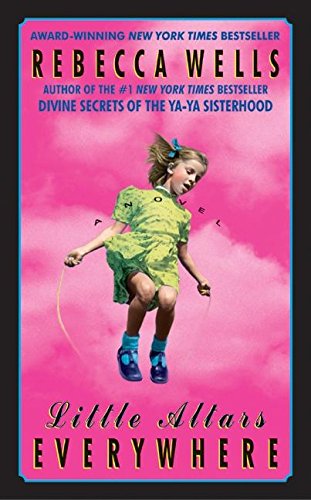 AWARD-WINNING NEW YORK TIMES BESTSELLER
REBECCA WELLS
AUTHOR OF THE #1 NEW YORK TIMES BESTSELLER
DIVINE SECRETS OF THE YA-YA SISTERHOOD
A NOVEL
Little Altars
EVERYWHERE